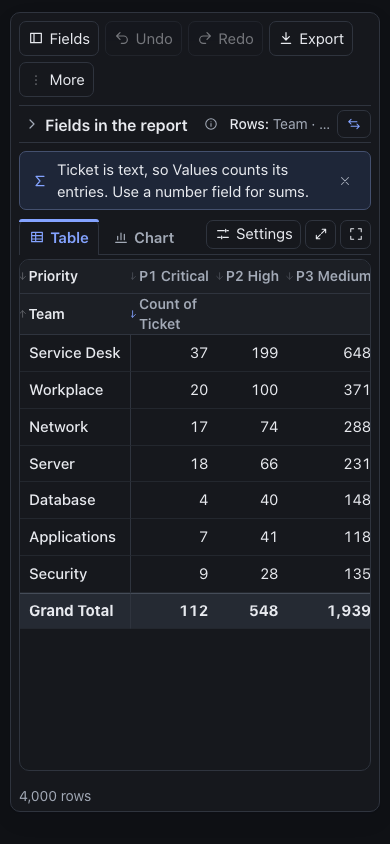 Fields Undo Redo Export
More
Fields in the report Rows: Team · ...
Σ Ticket is text, so Values counts its
entries. Use a number field for sums.
Table Chart Settings
↓ Priority ↓ P1 Critical ↓ P2 High ↓ P3 Medium
↑ Team ↓ Count of
Ticket
Service Desk 37 199 648
Workplace 20 100 371
Network 17 74 288
Server 18 66 231
Database 4 40 148
Applications 7 41 118
Security 9 28 135
Grand Total 112 548 1,939
4,000 rows